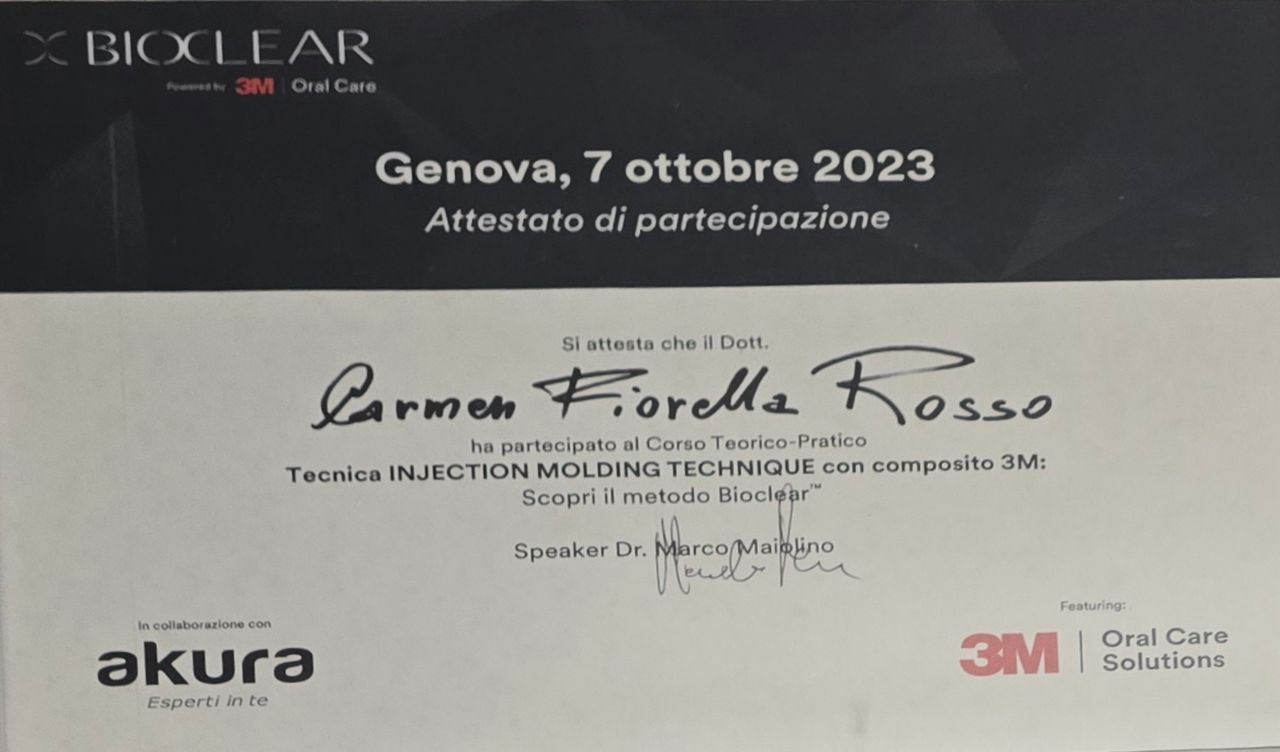 BIOCLEAR
Powered by 3M | Oral Care
Genova, 7 ottobre 2023
Attestato di partecipazione
Si attesta che il Dott.
Carmen Fiorella Rosso
ha partecipato al Corso Teorico-Pratico
Tecnica INJECTION MOLDING TECHNIQUE con composito 3M:
Scopri il metodo Bioclear™
Speaker Dr. Marco Maiolino
In collaborazione con
akura
Esperti in te
Featuring:
3M | Oral Care
Solutions